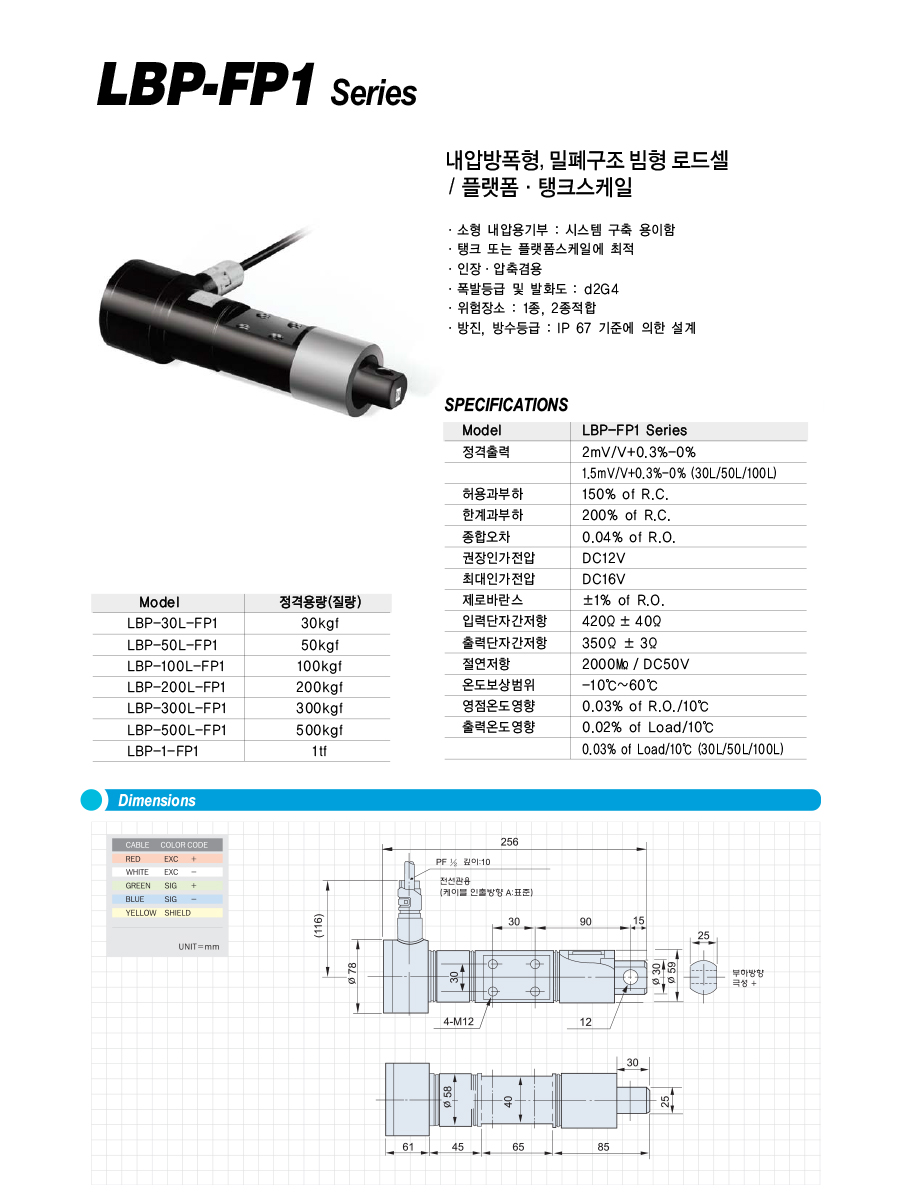 LBP-FP1 Series
내압방폭형, 밀폐구조 빔형 로드셀
/ 플랫폼 · 탱크스케일
· 소형 내압용기부 : 시스템 구축 용이함
· 탱크 또는 플랫폼스케일에 최적
· 인장 · 압축겸용
· 폭발등급 및 발화도 : d2G4
· 위험장소 : 1종, 2종적합
· 방진, 방수등급 : IP 67 기준에 의한 설계
SPECIFICATIONS
Model LBP-FP1 Series
정격출력 2mV/V+0.3%-0%
1.5mV/V+0.3%-0% (30L/50L/100L)
허용과부하 150% of R.C.
한계과부하 200% of R.C.
종합오차 0.04% of R.O.
권장인가전압 DC12V
최대인가전압 DC16V
제로바란스 ±1% of R.O.
입력단자간저항 420Ω ± 40Ω
출력단자간저항 350Ω ± 3Ω
절연저항 2000㏁ / DC50V
온도보상범위 -10℃~60℃
영점온도영향 0.03% of R.O./10℃
출력온도영향 0.02% of Load/10℃
0.03% of Load/10℃ (30L/50L/100L)
Model 정격용량(질량)
LBP-30L-FP1 30kgf
LBP-50L-FP1 50kgf
LBP-100L-FP1 100kgf
LBP-200L-FP1 200kgf
LBP-300L-FP1 300kgf
LBP-500L-FP1 500kgf
LBP-1-FP1 1tf
Dimensions
CABLE COLOR CODE
RED EXC +
WHITE EXC -
GREEN SIG +
BLUE SIG -
YELLOW SHIELD
UNIT=mm
256
PF ½ 깊이:10
전선관용
(케이블 인출방향 A:표준)
(116)
30 90 15
25
ø 78
30
ø 30
ø 59
부하방향
극성 +
4-M12
12
30
ø 58
40
25
61 45 65 85